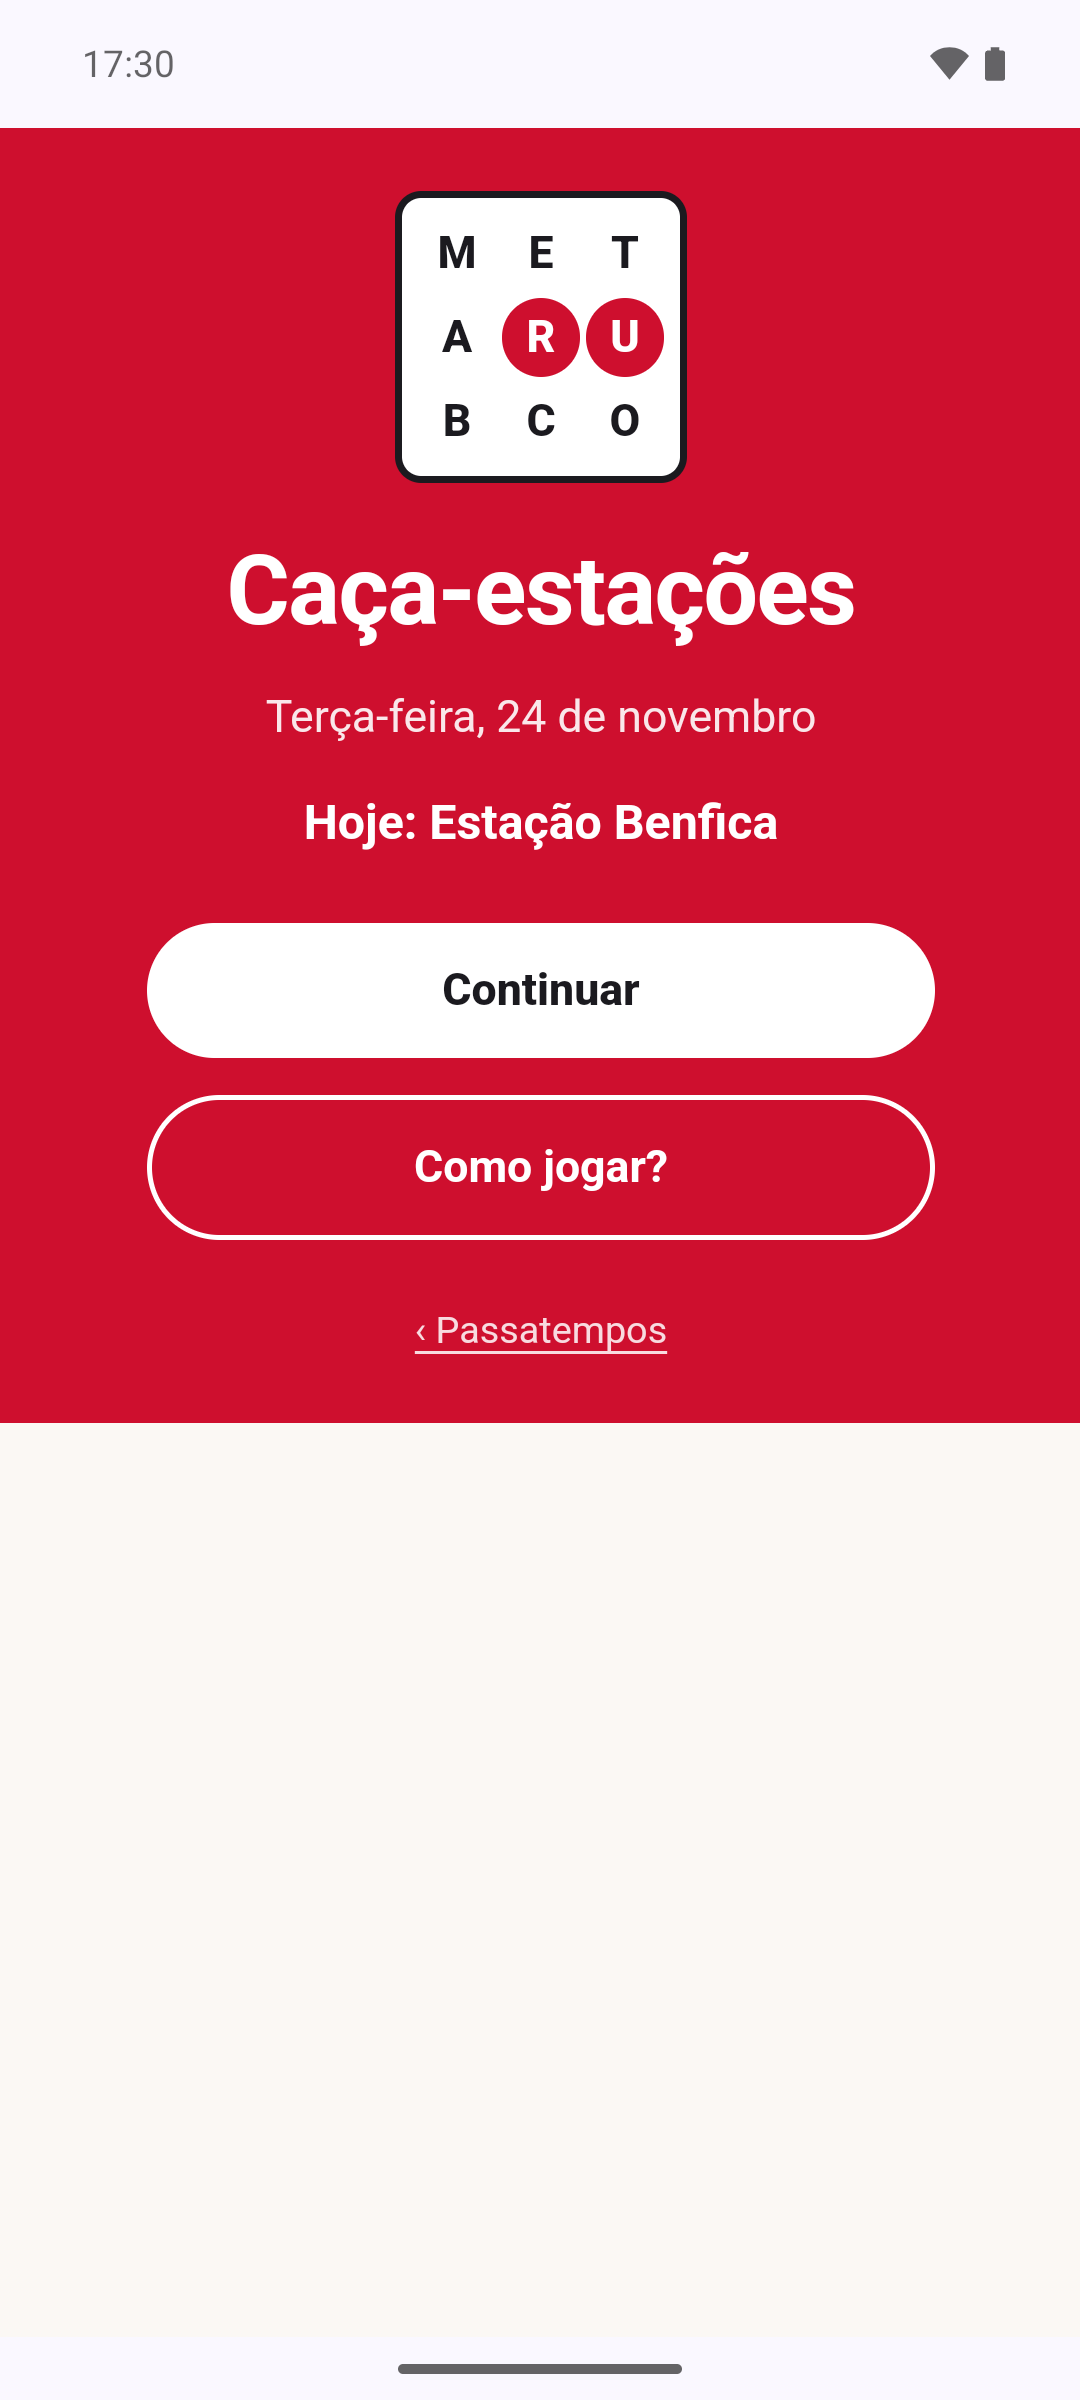 17:30
M E T
A R U
B C O
Caça-estações
Terça-feira, 24 de novembro
Hoje: Estação Benfica
Continuar
Como jogar?
‹ Passatempos